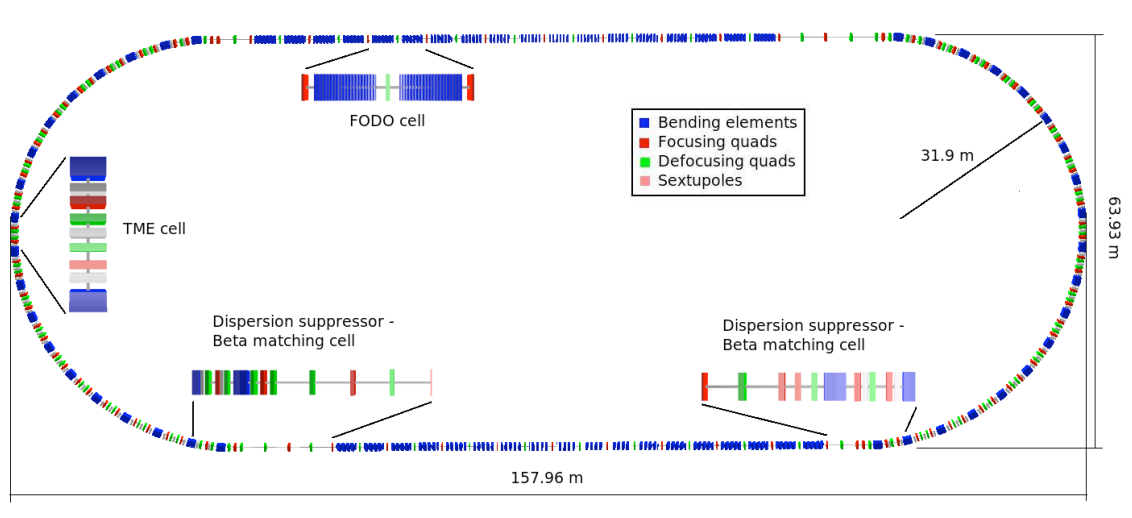 FODO cell
Bending elements
Focusing quads
Defocusing quads
Sextupoles
31.9 m
63.93 m
TME cell
Dispersion suppressor -
Beta matching cell
Dispersion suppressor -
Beta matching cell
157.96 m